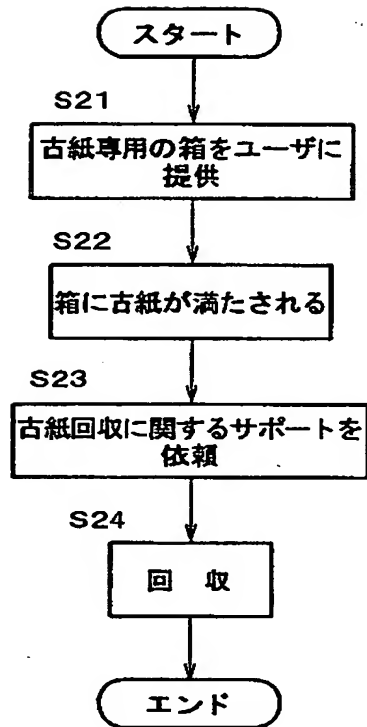 スタート
S21
古紙専用の箱をユーザに
提供
S22
箱に古紙が満たされる
S23
古紙回収に関するサポートを
依頼
S24
回 収
エンド